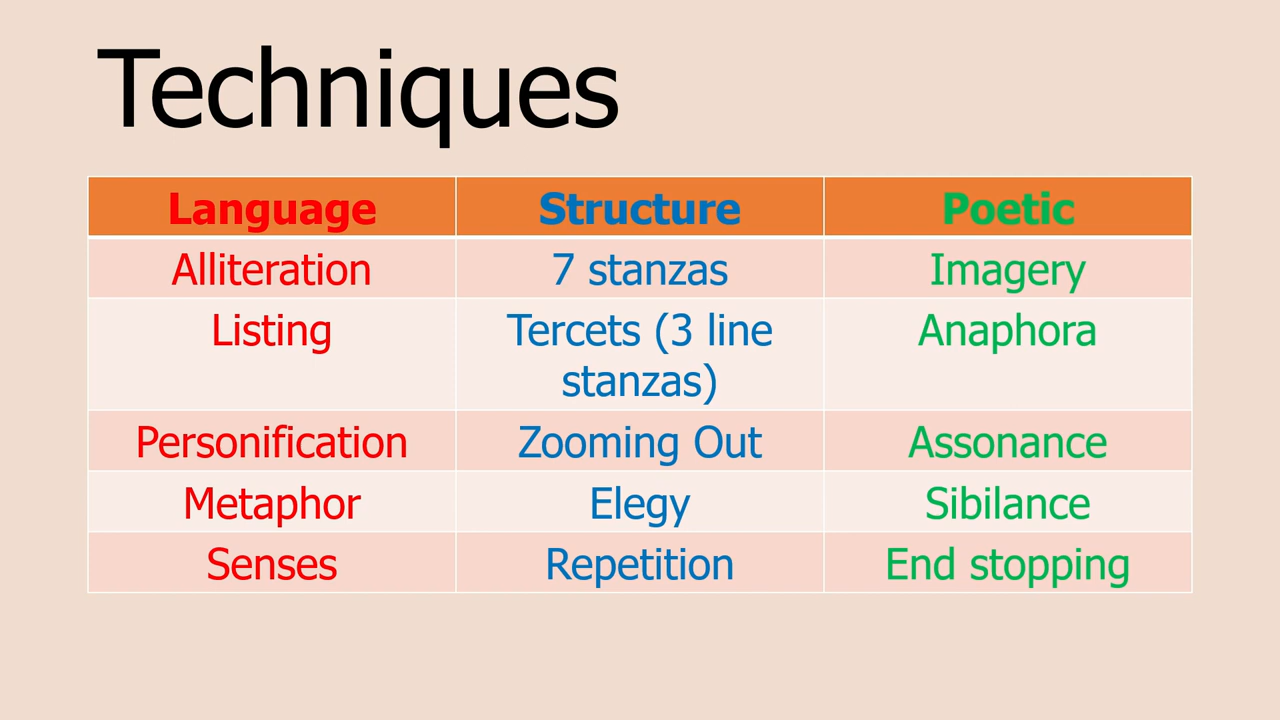 Techniques
Language Structure Poetic
Alliteration 7 stanzas Imagery
Listing Tercets (3 line Anaphora
stanzas)
Personification Zooming Out Assonance
Metaphor Elegy Sibilance
Senses Repetition End stopping